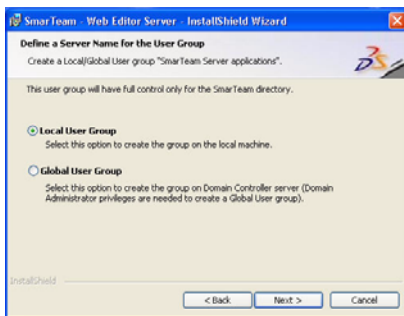 SmarTeam - Web Editor Server - InstallShield Wizard
Define a Server Name for the User Group
Create a Local/Global User group "SmarTeam Server applications".
This user group will have full control only for the SmarTeam directory.
Local User Group
Select this option to create the group on the local machine.
Global User Group
Select this option to create the group on Domain Controller server (Domain
Administrator privileges are needed to create a Global User group).
InstallShield
< Back Next > Cancel